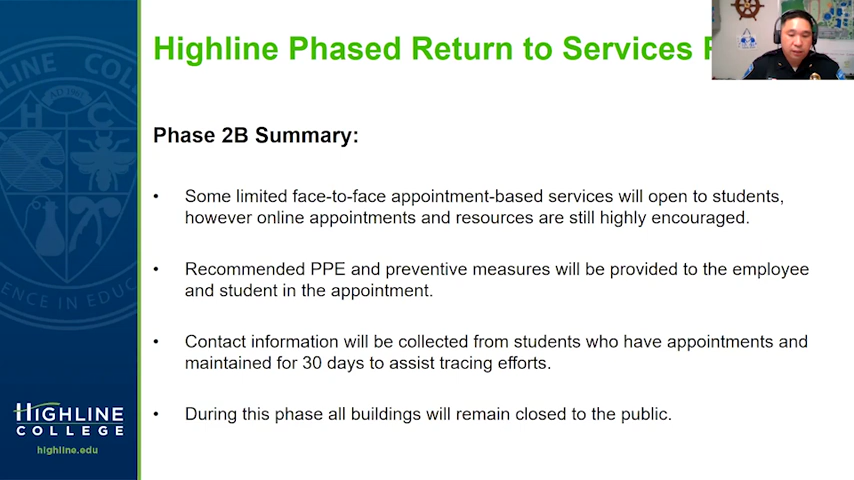 Highline Phased Return to Services
Phase 2B Summary:
• Some limited face-to-face appointment-based services will open to students,
however online appointments and resources are still highly encouraged.
• Recommended PPE and preventive measures will be provided to the employee
and student in the appointment.
• Contact information will be collected from students who have appointments and
maintained for 30 days to assist tracing efforts.
• During this phase all buildings will remain closed to the public.
HIGHLINE
COLLEGE
highline.edu